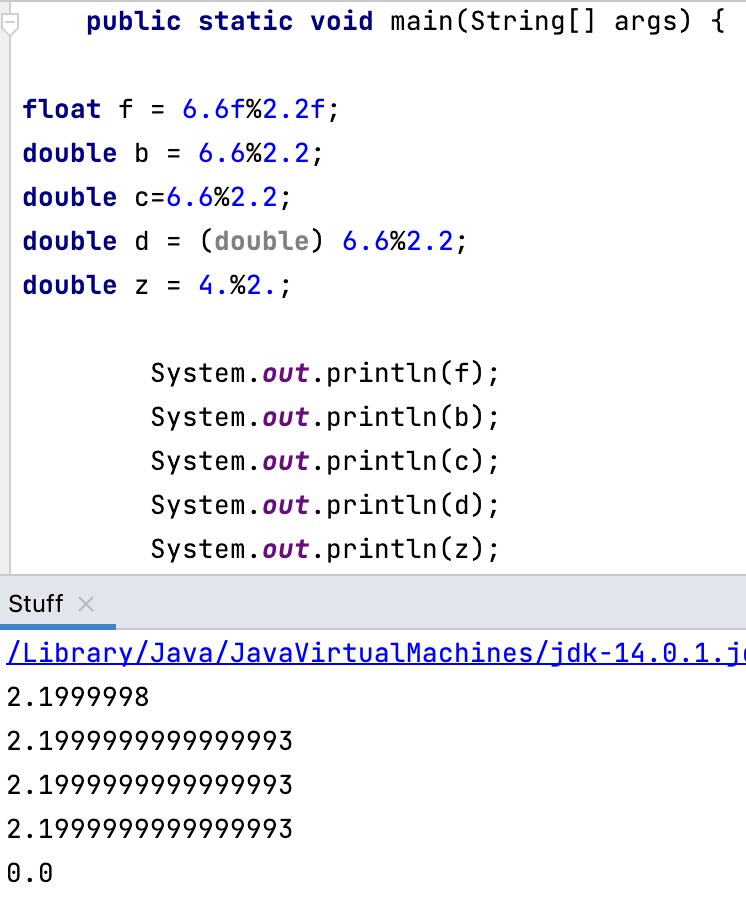 public static void main(String[] args) {
float f = 6.6f%2.2f;
double b = 6.6%2.2;
double c=6.6%2.2;
double d = (double) 6.6%2.2;
double z = 4.%2.;
System.out.println(f);
System.out.println(b);
System.out.println(c);
System.out.println(d);
System.out.println(z);
Stuff
/Library/Java/JavaVirtualMachines/jdk-14.0.1.jd
2.1999998
2.1999999999999993
2.1999999999999993
2.1999999999999993
0.0